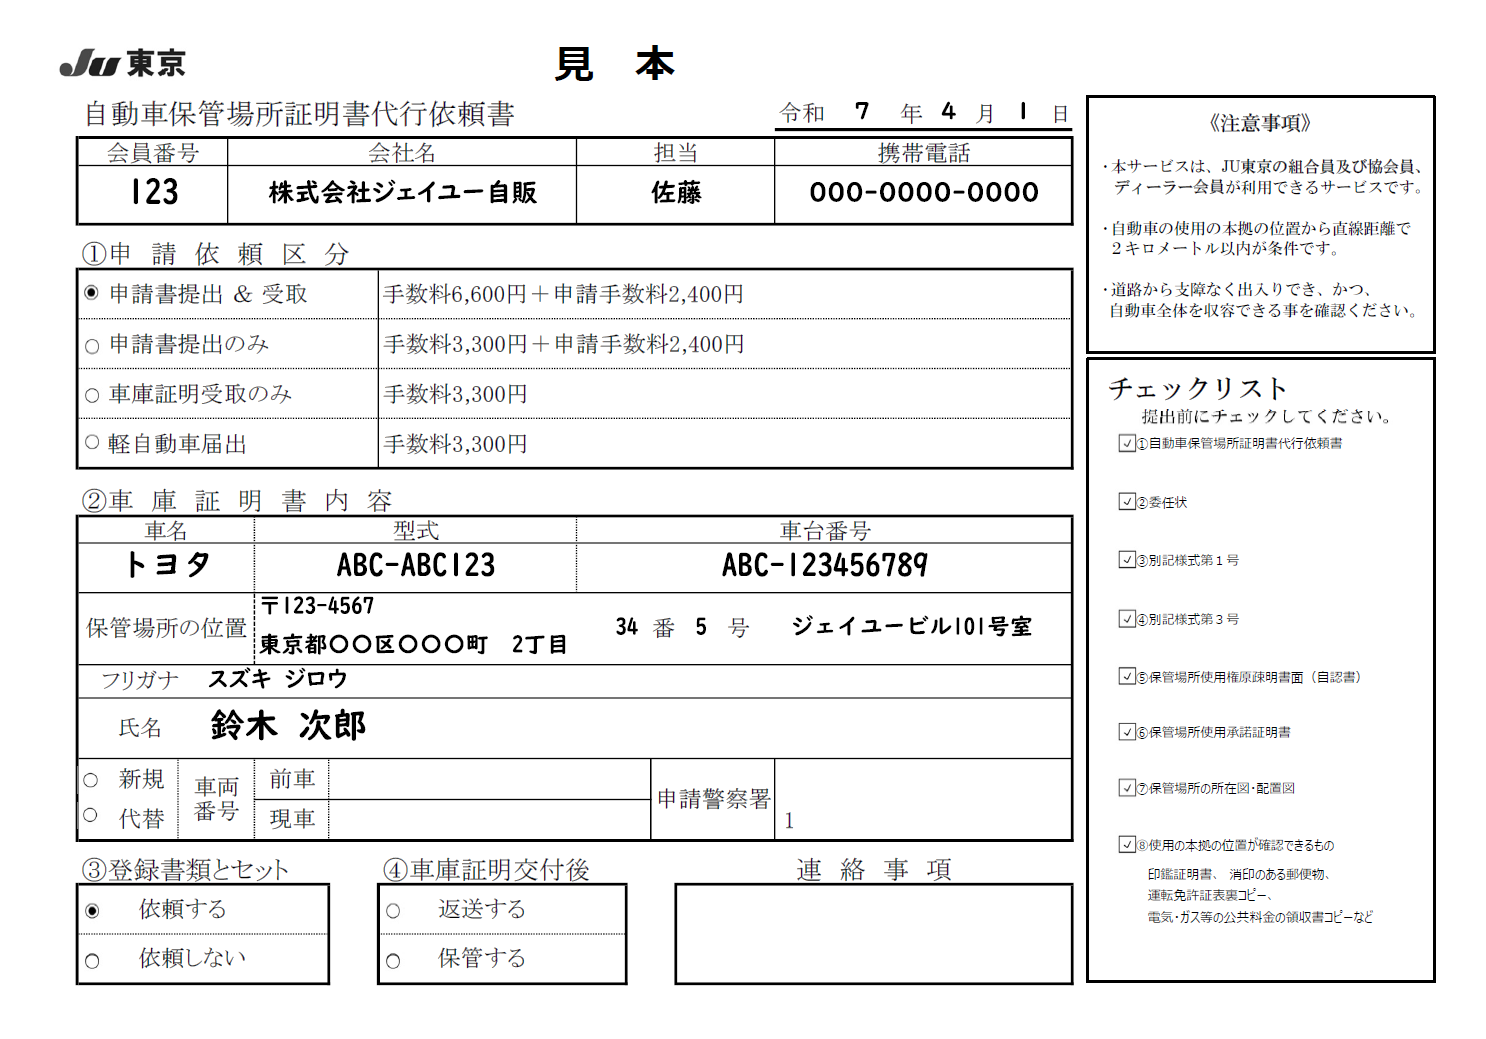 JU東京
見 本
自動車保管場所証明書代行依頼書
令和 7 年 4 月 1 日
会員番号 会社名 担当 携帯電話
123 株式会社ジェイユー自販 佐藤 000-0000-0000
①申 請 依 頼 区 分
申請書提出 & 受取 手数料6,600円+申請手数料2,400円
申請書提出のみ 手数料3,300円+申請手数料2,400円
車庫証明受取のみ 手数料3,300円
軽自動車届出 手数料3,300円
②車 庫 証 明 書 内 容
車名 型式 車台番号
トヨタ ABC-ABC123 ABC-123456789
保管場所の位置 〒123-4567
東京都〇〇区〇〇〇町 2丁目 34 番 5 号 ジェイユービル101号室
フリガナ スズキ ジロウ
氏名 鈴木 次郎
新規 車両番号 前車 申請警察署
代替 現車 1
③登録書類とセット ④車庫証明交付後 連 絡 事 項
依頼する 返送する
依頼しない 保管する
《注意事項》
・本サービスは、JU東京の組合員及び協会員、
ディーラー会員が利用できるサービスです。
・自動車の使用の本拠の位置から直線距離で
2キロメートル以内が条件です。
・道路から支障なく出入りでき、かつ、
自動車全体を収容できる事を確認ください。
チェックリスト
提出前にチェックしてください。
①自動車保管場所証明書代行依頼書
②委任状
③別記様式第1号
④別記様式第3号
⑤保管場所使用権原疎明書面(自認書)
⑥保管場所使用承諾証明書
⑦保管場所の所在図・配置図
⑧使用の本拠の位置が確認できるもの
印鑑証明書、 消印のある郵便物、
運転免許証表裏コピー、
電気・ガス等の公共料金の領収書コピーなど